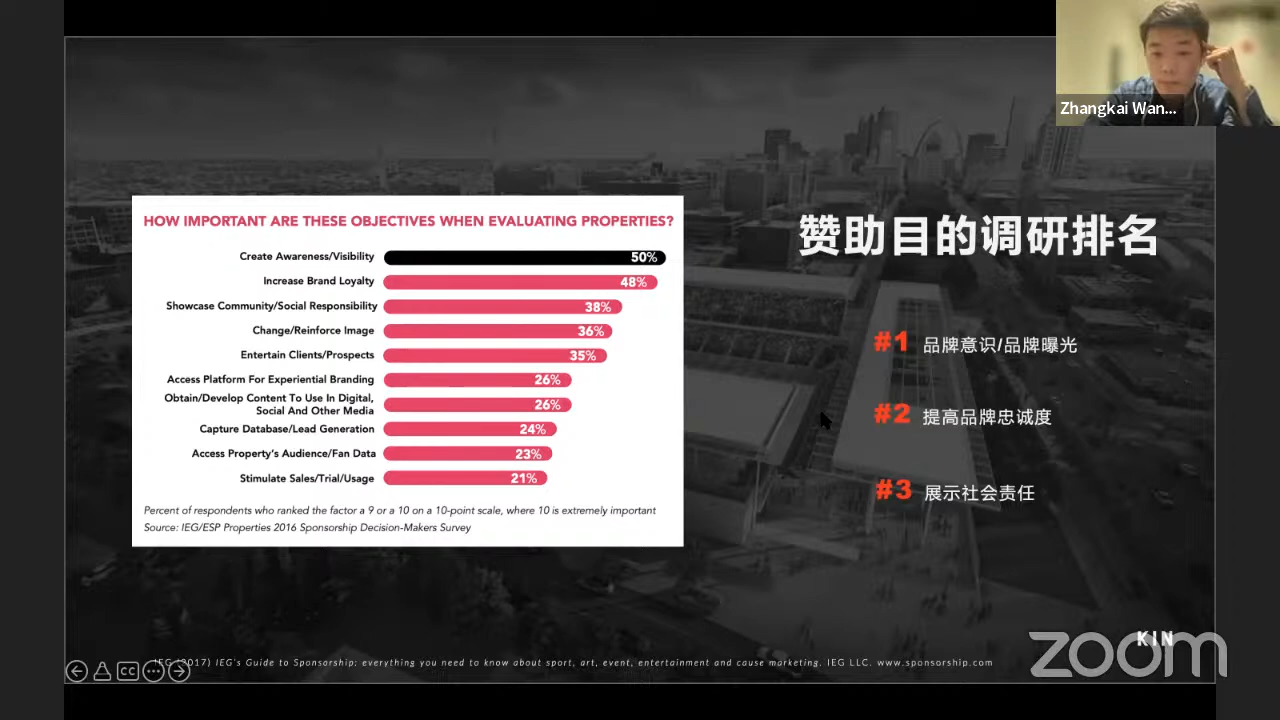 Zhangkai Wan...
HOW IMPORTANT ARE THESE OBJECTIVES WHEN EVALUATING PROPERTIES?
Create Awareness/Visibility 50%
Increase Brand Loyalty 48%
Showcase Community/Social Responsibility 38%
Change/Reinforce Image 36%
Entertain Clients/Prospects 35%
Access Platform For Experiential Branding 26%
Obtain/Develop Content To Use In Digital,
Social And Other Media 26%
Capture Database/Lead Generation 24%
Access Property's Audience/Fan Data 23%
Stimulate Sales/Trial/Usage 21%
Percent of respondents who ranked the factor a 9 or a 10 on a 10-point scale, where 10 is extremely important
Source: IEG/ESP Properties 2016 Sponsorship Decision-Makers Survey
赞助目的调研排名
#1 品牌意识/品牌曝光
#2 提高品牌忠诚度
#3 展示社会责任
KIN
zoom
CC
IEG (2017) IEG's Guide to Sponsorship: everything you need to know about sport, art, event, entertainment and cause marketing. IEG LLC. www.sponsorship.com